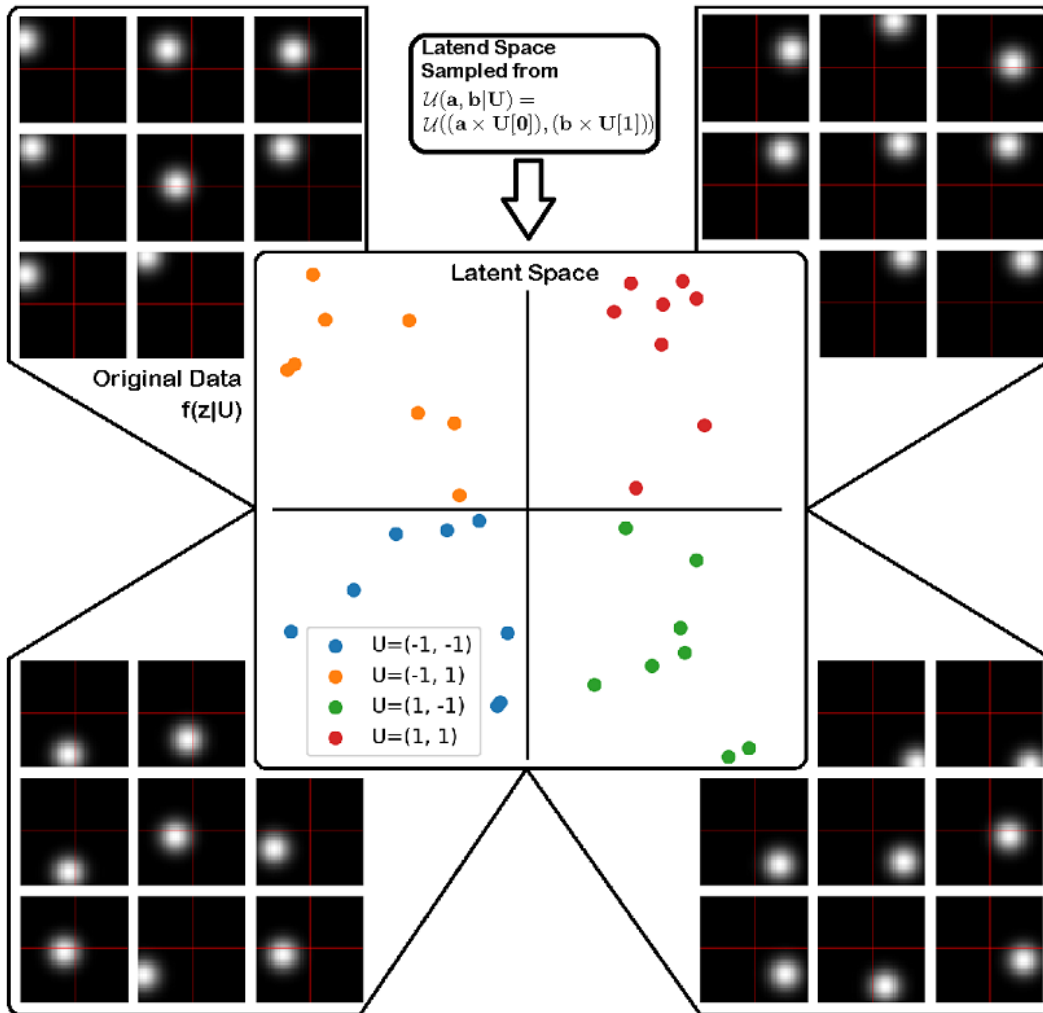 Latend Space
Sampled from
𝒰(a, b|U) =
𝒰((a × U[0]), (b × U[1]))
Latent Space
Original Data
f(z|U)
U=(-1, -1)
U=(-1, 1)
U=(1, -1)
U=(1, 1)